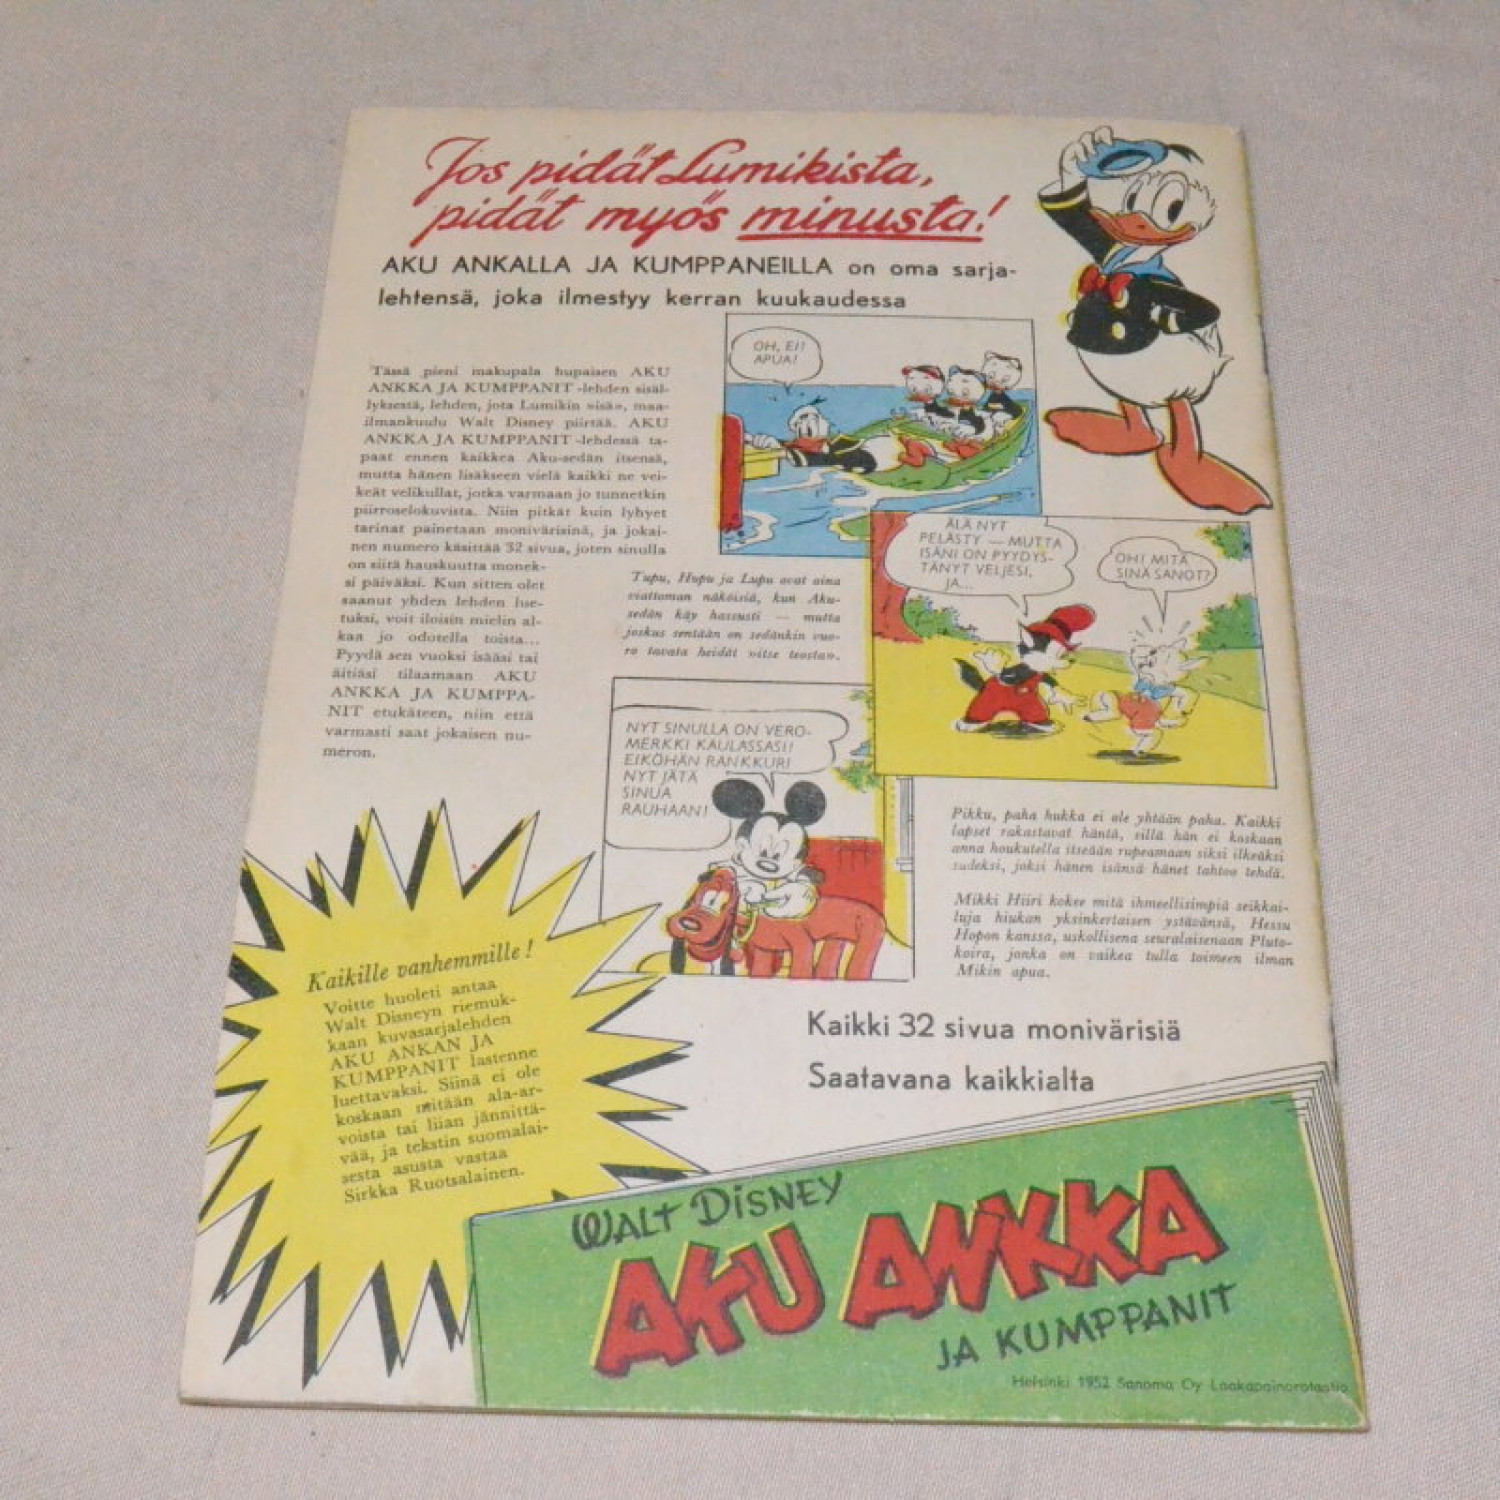 Jos pidät Lumikista,
pidät myös minusta!
AKU ANKALLA JA KUMPPANEILLA on oma sarja-
lehtensä, joka ilmestyy kerran kuukaudessa
Tässä pieni makupala hupaisen AKU
ANKKA JA KUMPPANIT -lehden sisäl-
lyksestä, lehden, jota Lumikin »isä», maa-
ilmankuulu Walt Disney piirtää. AKU
ANKKA JA KUMPPANIT -lehdessä ta-
paat ennen kaikkea Aku-sedän itsensä,
mutta hänen lisäkseen vielä kaikki ne vei-
keät velikullat, jotka varmaan jo tunnetkin
piirroselokuvista. Niin pitkät kuin lyhyet
tarinat painetaan monivärisinä, ja jokai-
nen numero käsittää 32 sivua, joten sinulla
on siitä hauskuutta monek-
si päiväksi. Kun sitten olet
saanut yhden lehden lue-
tuksi, voit iloisin mielin al-
kaa jo odotella toista...
Pyydä sen vuoksi isääsi tai
äitiäsi tilaamaan AKU
ANKKA JA KUMPPA-
NIT etukäteen, niin että
varmasti saat jokaisen nu-
meron.
OH, EI!
APUA!
Tupu, Hupu ja Lupu ovat aina
viattoman näköisiä, kun Aku-
sedän käy hassusti — mutta
joskus sentään on sedänkin vuo-
ro tavata heidät »itse teosta».
ÄLÄ NYT
PELÄSTY — MUTTA
ISÄNI ON PYYDYS-
TÄNYT VELJESI,
JA...
OH! MITÄ
SINÄ SANOT?
NYT SINULLA ON VERO-
MERKKI KAULASSASI!
EIKÖHÄN RANKKURI
NYT JÄTÄ
SINUA
RAUHAAN!
Pikku, paha hukka ei ole yhtään paha. Kaikki
lapset rakastavat häntä, sillä hän ei koskaan
anna houkutella itseään rupeamaan siksi ilkeäksi
sudeksi, joksi hänen isänsä hänet tahtoo tehdä.
Mikki Hiiri kokee mitä ihmeellisimpiä seikkai-
luja hiukan yksinkertaisen ystävänsä, Hessu
Hopon kanssa, uskollisena seuralaisenaan Pluto-
koira, jonka on vaikea tulla toimeen ilman
Mikin apua.
Kaikille vanhemmille!
Voitte huoleti antaa
Walt Disneyn riemuk-
kaan kuvasarjalehden
AKU ANKAN JA
KUMPPANIT lastenne
luettavaksi. Siinä ei ole
koskaan mitään ala-ar-
voista tai liian jännittä-
vää, ja tekstin suomalai-
sesta asusta vastaa
Sirkka Ruotsalainen.
Kaikki 32 sivua monivärisiä
Saatavana kaikkialta
WALT DISNEY
AKU ANKKA
JA KUMPPANIT
Helsinki 1952 Sanoma Oy Laakapainorotaatio